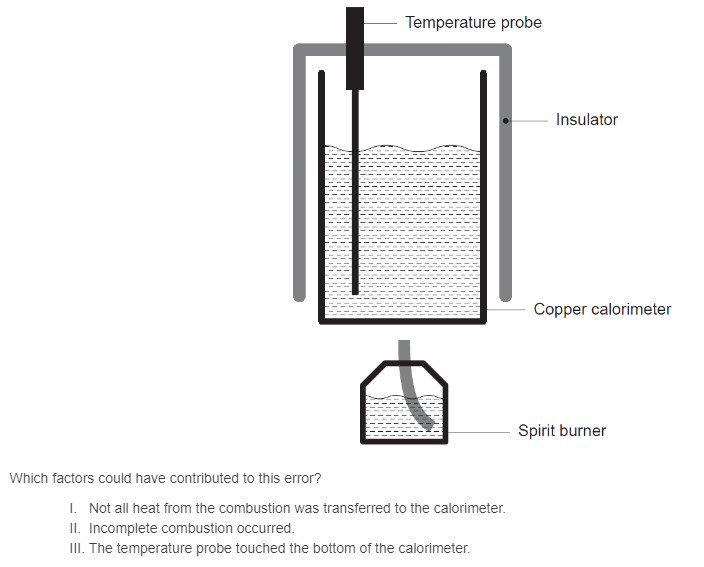 Temperature probe
Insulator
Copper calorimeter
Spirit burner
Which factors could have contributed to this error?
I. Not all heat from the combustion was transferred to the calorimeter.
II. Incomplete combustion occurred.
III. The temperature probe touched the bottom of the calorimeter.